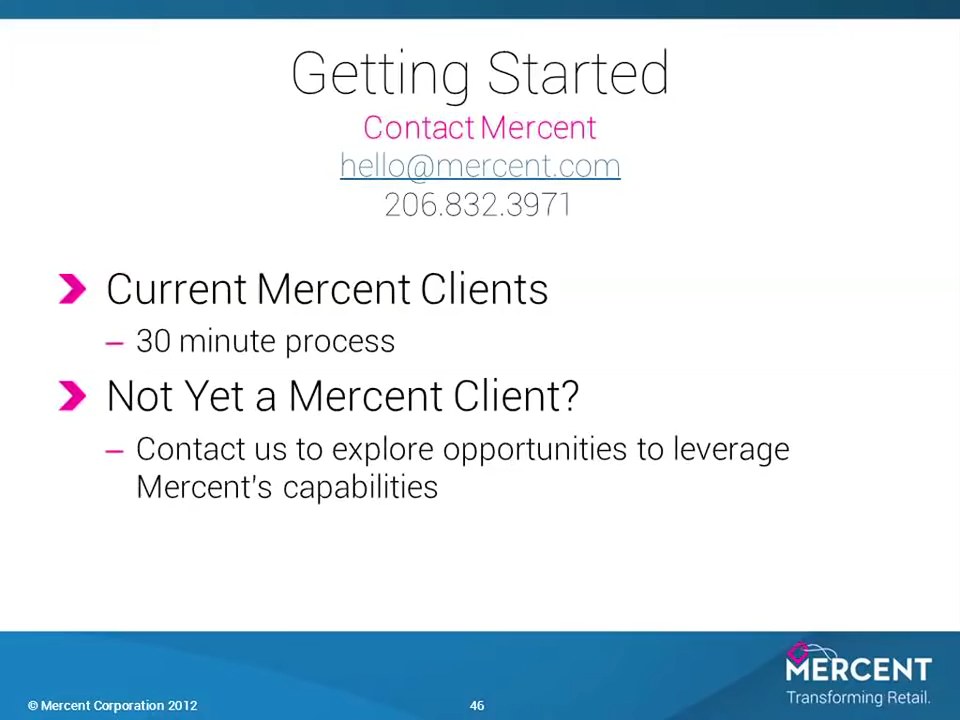 Getting Started
Contact Mercent
hello@mercent.com
206.832.3971
Current Mercent Clients
– 30 minute process
Not Yet a Mercent Client?
– Contact us to explore opportunities to leverage
Mercent's capabilities
MERCENT
Transforming Retail.
© Mercent Corporation 2012
46